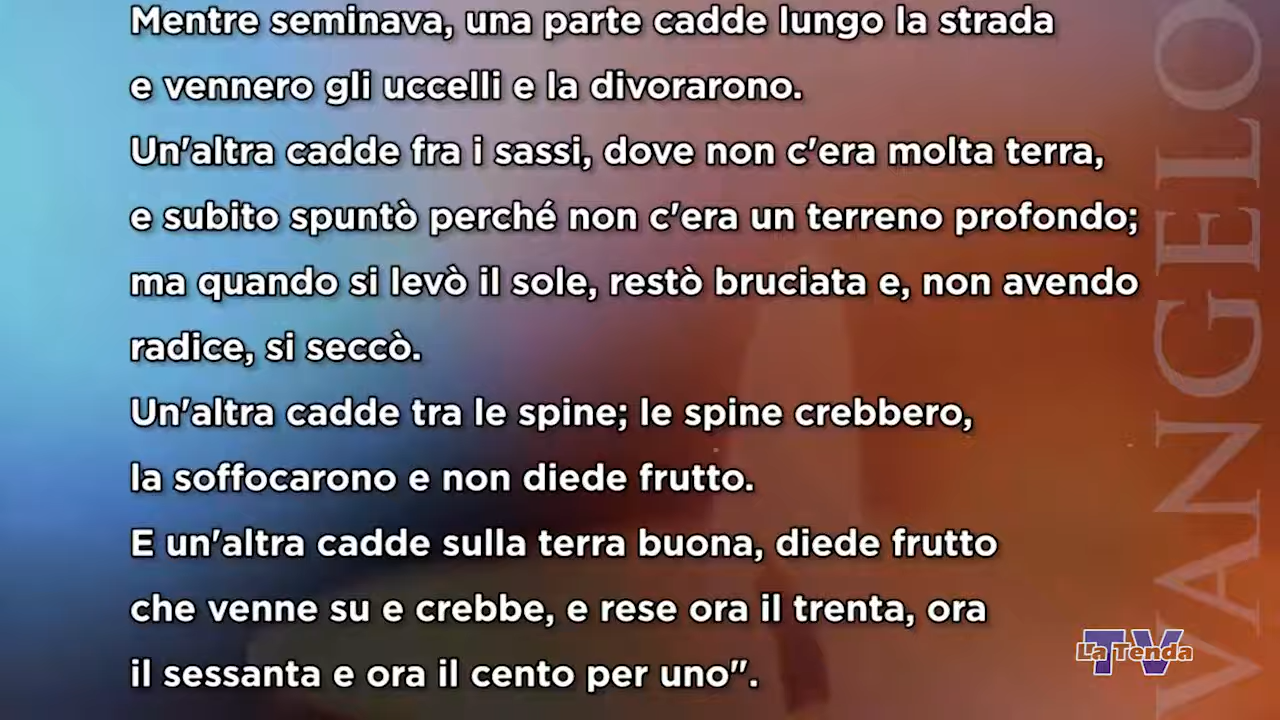 Mentre seminava, una parte cadde lungo la strada
e vennero gli uccelli e la divorarono.
Un'altra cadde fra i sassi, dove non c'era molta terra,
e subito spuntò perché non c'era un terreno profondo;
ma quando si levò il sole, restò bruciata e, non avendo
radice, si seccò.
Un'altra cadde tra le spine; le spine crebbero,
la soffocarono e non diede frutto.
E un'altra cadde sulla terra buona, diede frutto
che venne su e crebbe, e rese ora il trenta, ora
il sessanta e ora il cento per uno".
VANGELO
TV
La Tenda